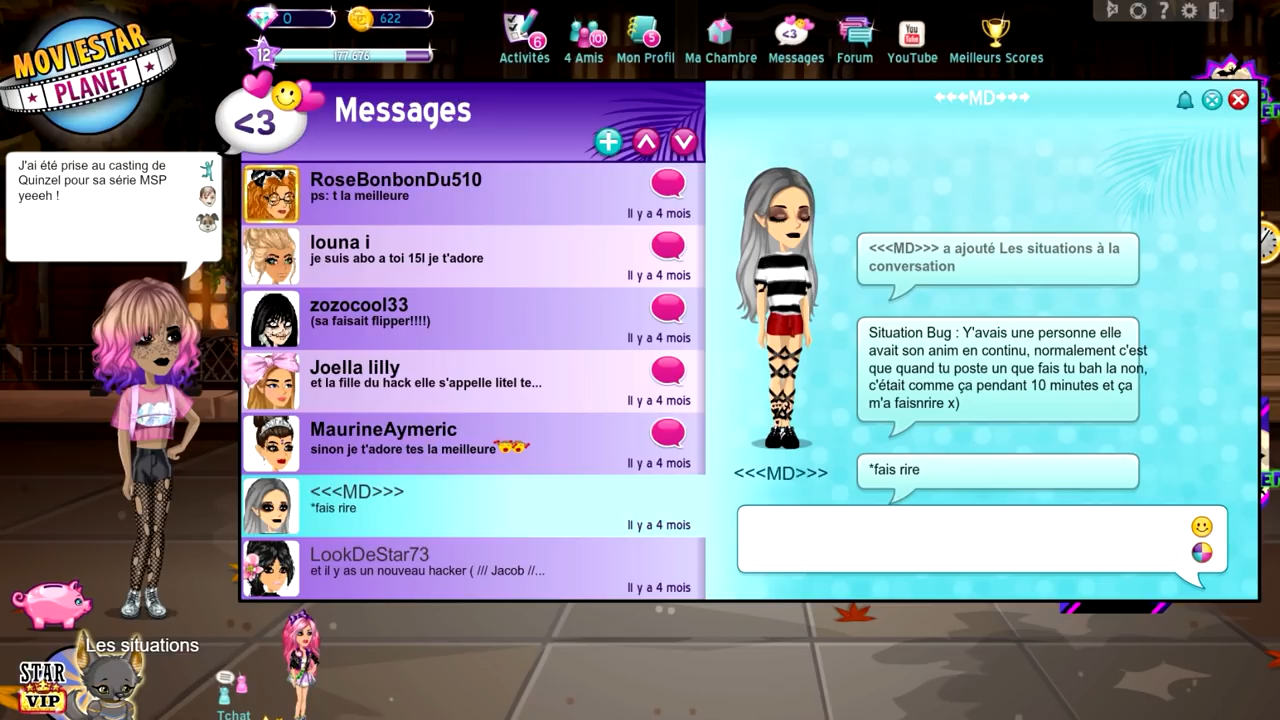 0
622
12
177 676
MOVIESTAR
PLANET
6
101
5
<3
You
Tube
Activités
4 Amis
Mon Profil
Ma Chambre
Messages
Forum
YouTube
Meilleurs Scores
J'ai été prise au casting de
Quinzel pour sa série MSP
yeeeh !
<3
Messages
RoseBonbonDu510
ps: t la meilleure
Il y a 4 mois
louna i
je suis abo a toi 15l je t'adore
Il y a 4 mois
zozocool33
(sa faisait flipper!!!!)
Il y a 4 mois
Joella lilly
et la fille du hack elle s'appelle litel te...
Il y a 4 mois
MaurineAymeric
sinon je t'adore tes la meilleure
Il y a 4 mois
<<<MD>>>
*fais rire
Il y a 4 mois
LookDeStar73
et il y as un nouveau hacker ( /// Jacob //...
Il y a 4 mois
MD
<<<MD>>>
<<<MD>>> a ajouté Les situations à la
conversation
Situation Bug : Y'avais une personne elle
avait son anim en continu, normalement c'est
que quand tu poste un que fais tu bah la non,
c'était comme ça pendant 10 minutes et ça
m'a faisnrire x)
*fais rire
Les situations
STAR
VIP
Tchat